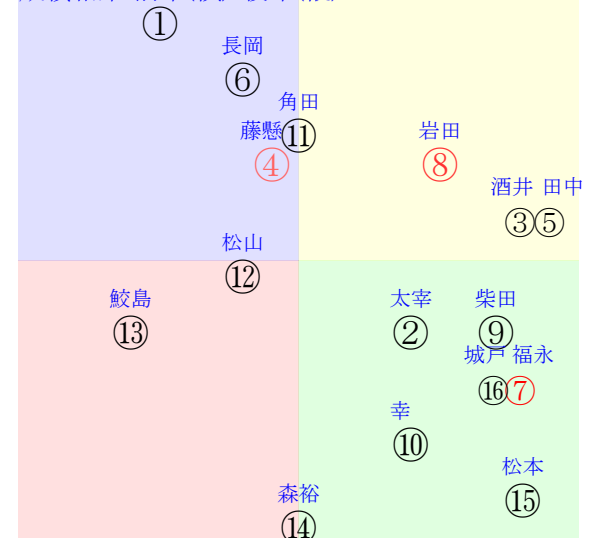 ①
長岡
⑥
角田
藤懸 ⑪ 岩田
④ ⑧
酒井 田中
③⑤
松山
⑫
鮫島 太宰 柴田
⑬ ② ⑨
城戸 福永
⑯⑦
幸
⑩
松本
森裕 ⑮
⑭